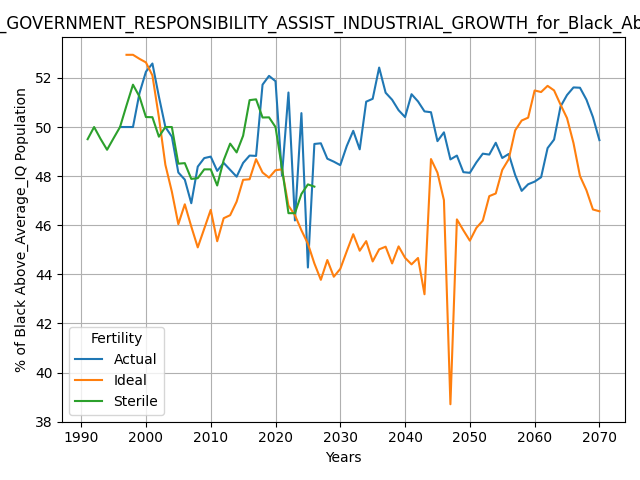 _GOVERNMENT_RESPONSIBILITY_ASSIST_INDUSTRIAL_GROWTH_for_Black_Ab
% of Black Above_Average_IQ Population
52
50
48
46
44
42
40
38
Fertility
Actual
Ideal
Sterile
1990 2000 2010 2020 2030 2040 2050 2060 2070
Years